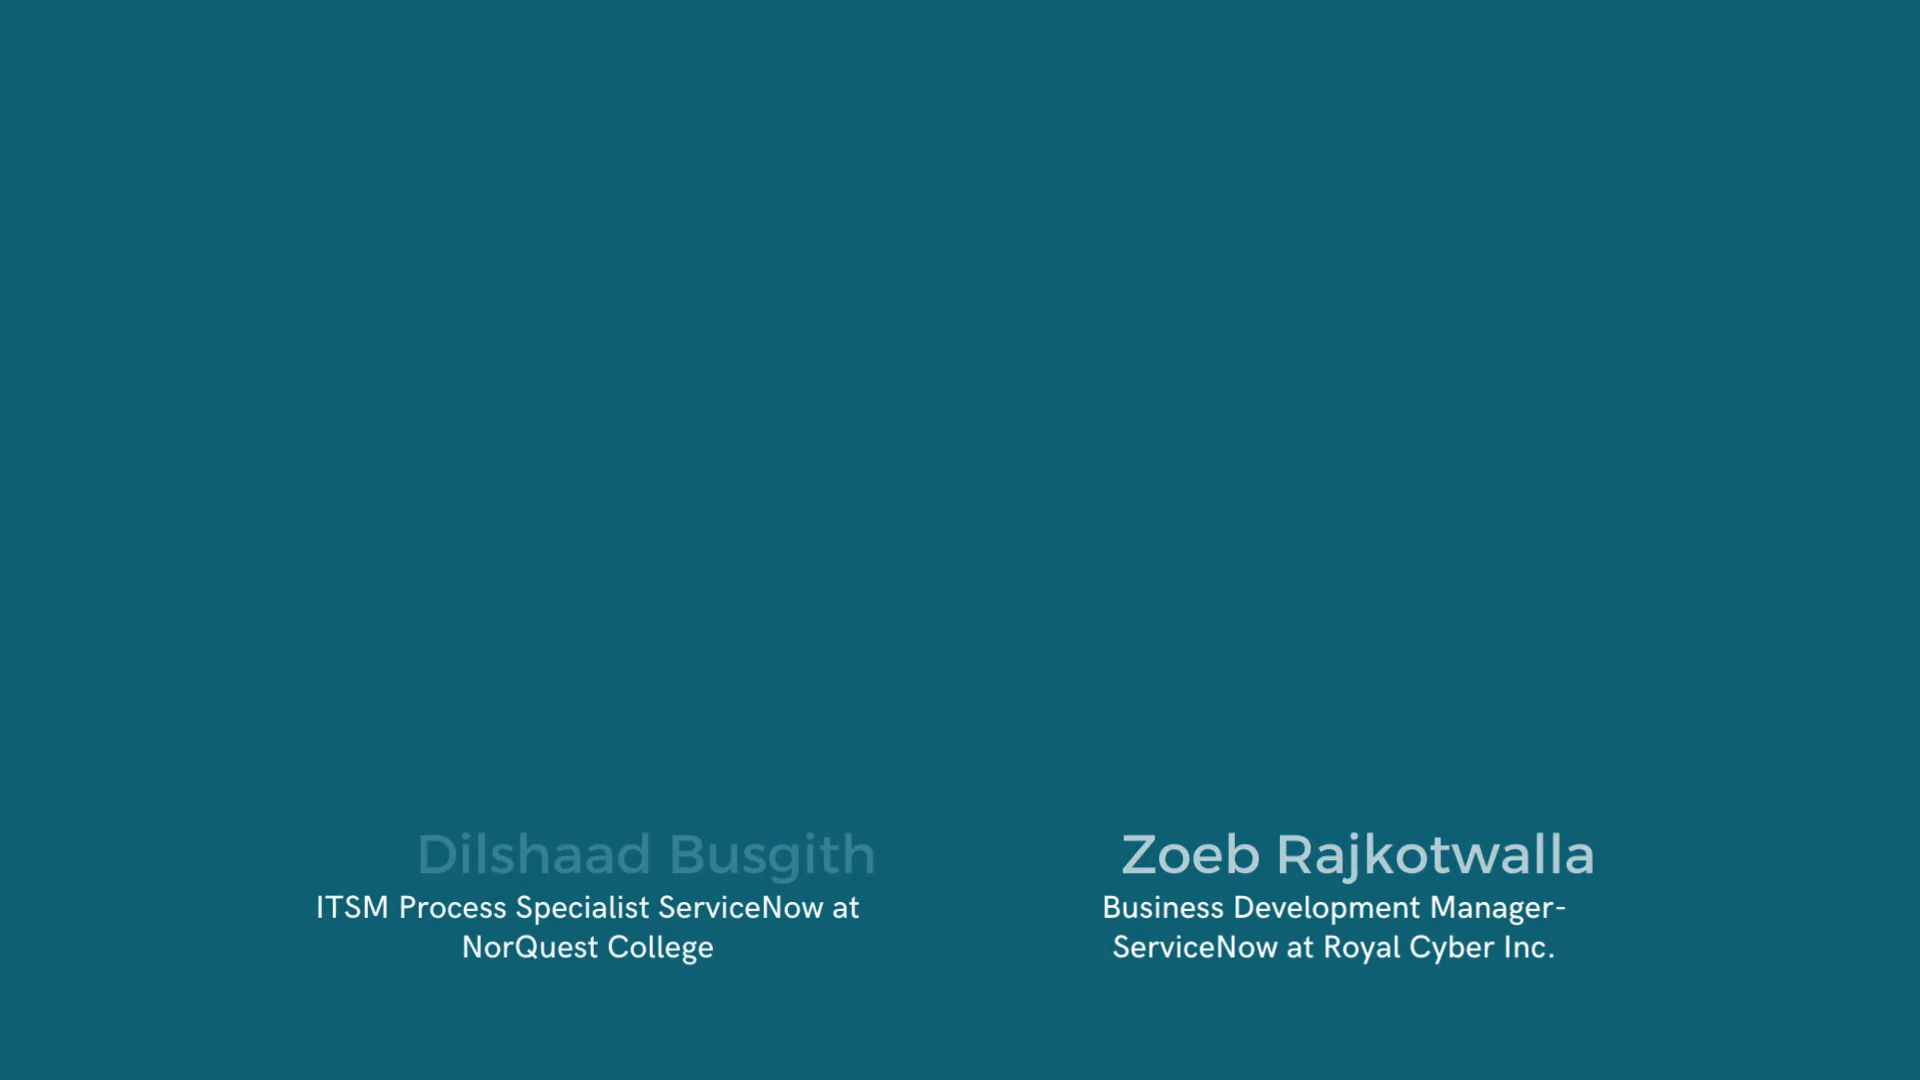 Dilshaad Busgith
ITSM Process Specialist ServiceNow at
NorQuest College
Zoeb Rajkotwalla
Business Development Manager-
ServiceNow at Royal Cyber Inc.